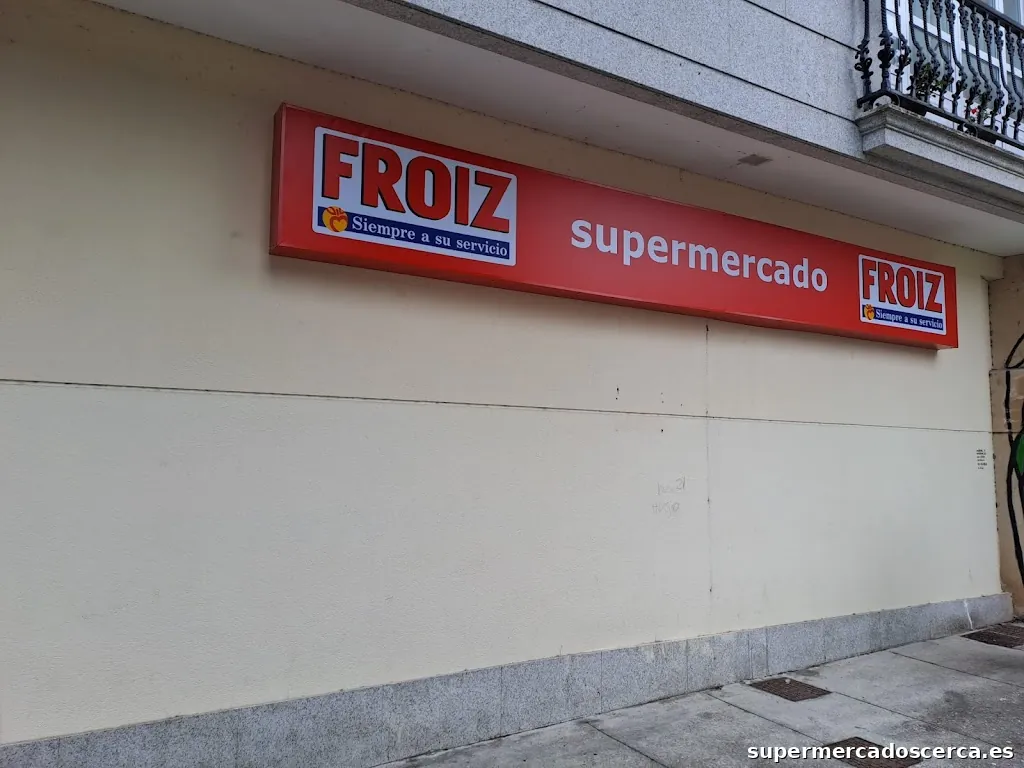 FROIZ
Siempre a su servicio
supermercado
FROIZ
Siempre a su servicio
supermercadoscerca.es